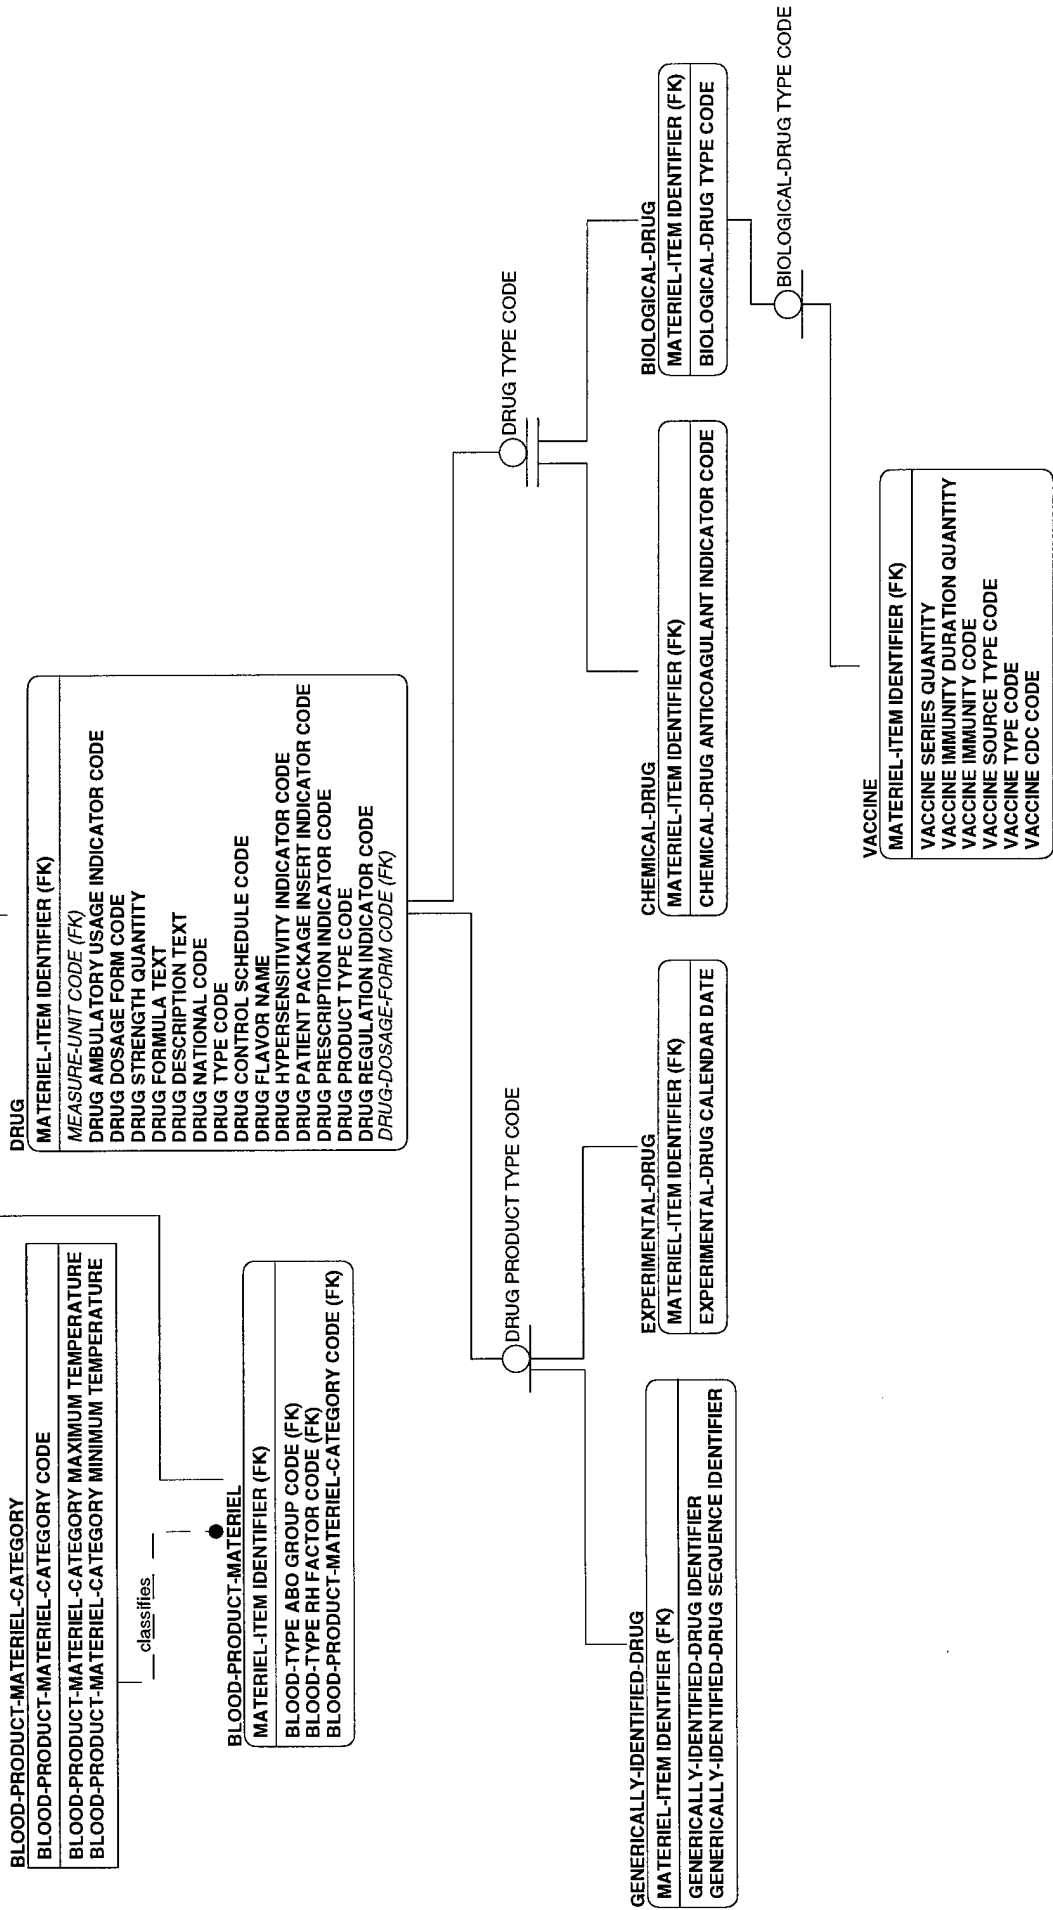 BLOOD-PRODUCT-MATERIEL-CATEGORY
BLOOD-PRODUCT-MATERIEL-CATEGORY CODE
BLOOD-PRODUCT-MATERIEL-CATEGORY MAXIMUM TEMPERATURE
BLOOD-PRODUCT-MATERIEL-CATEGORY MINIMUM TEMPERATURE
classifies
BLOOD-PRODUCT-MATERIEL
MATERIEL-ITEM IDENTIFIER (FK)
BLOOD-TYPE ABO GROUP CODE (FK)
BLOOD-TYPE RH FACTOR CODE (FK)
BLOOD-PRODUCT-MATERIEL-CATEGORY CODE (FK)
DRUG
MATERIEL-ITEM IDENTIFIER (FK)
MEASURE-UNIT CODE (FK)
DRUG AMBULATORY USAGE INDICATOR CODE
DRUG DOSAGE FORM CODE
DRUG STRENGTH QUANTITY
DRUG FORMULA TEXT
DRUG DESCRIPTION TEXT
DRUG NATIONAL CODE
DRUG TYPE CODE
DRUG CONTROL SCHEDULE CODE
DRUG FLAVOR NAME
DRUG HYPERSENSITIVITY INDICATOR CODE
DRUG PATIENT PACKAGE INSERT INDICATOR CODE
DRUG PRESCRIPTION INDICATOR CODE
DRUG PRODUCT TYPE CODE
DRUG REGULATION INDICATOR CODE
DRUG-DOSAGE-FORM CODE (FK)
DRUG PRODUCT TYPE CODE
DRUG TYPE CODE
GENERICALLY-IDENTIFIED-DRUG
MATERIEL-ITEM IDENTIFIER (FK)
GENERICALLY-IDENTIFIED-DRUG IDENTIFIER
GENERICALLY-IDENTIFIED-DRUG SEQUENCE IDENTIFIER
EXPERIMENTAL-DRUG
MATERIEL-ITEM IDENTIFIER (FK)
EXPERIMENTAL-DRUG CALENDAR DATE
CHEMICAL-DRUG
MATERIEL-ITEM IDENTIFIER (FK)
CHEMICAL-DRUG ANTICOAGULANT INDICATOR CODE
BIOLOGICAL-DRUG
MATERIEL-ITEM IDENTIFIER (FK)
BIOLOGICAL-DRUG TYPE CODE
BIOLOGICAL-DRUG TYPE CODE
VACCINE
MATERIEL-ITEM IDENTIFIER (FK)
VACCINE SERIES QUANTITY
VACCINE IMMUNITY DURATION QUANTITY
VACCINE IMMUNITY CODE
VACCINE SOURCE TYPE CODE
VACCINE TYPE CODE
VACCINE CDC CODE